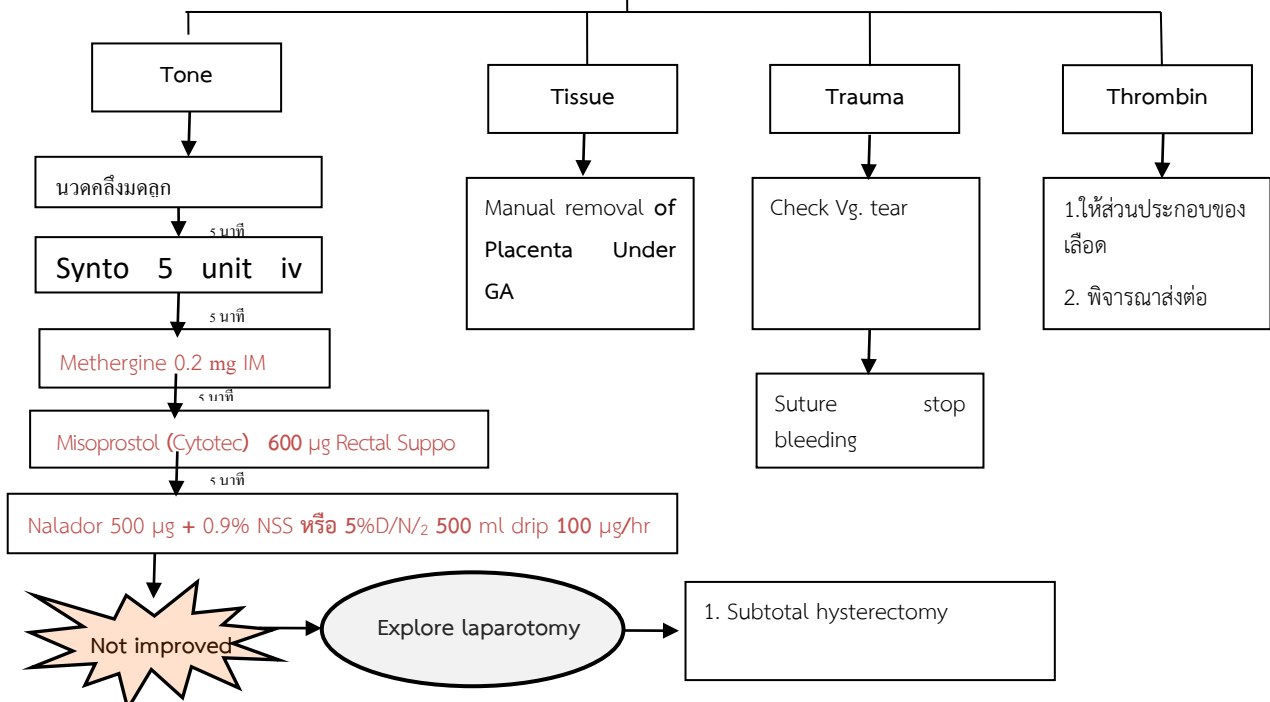 Tone
Tissue
Trauma
Thrombin
นวดคลึงมดลูก
5 นาที
Synto 5 unit iv
5 นาที
Methergine 0.2 mg IM
5 นาที
Misoprostol (Cytotec) 600 µg Rectal Suppo
5 นาที
Nalador 500 µg + 0.9% NSS หรือ 5%D/N/2 500 ml drip 100 µg/hr
Manual removal of
Placenta Under
GA
Check Vg. tear
Suture stop
bleeding
1.ให้ส่วนประกอบของ
เลือด
2. พิจารณาส่งต่อ
Not improved
Explore laparotomy
1. Subtotal hysterectomy